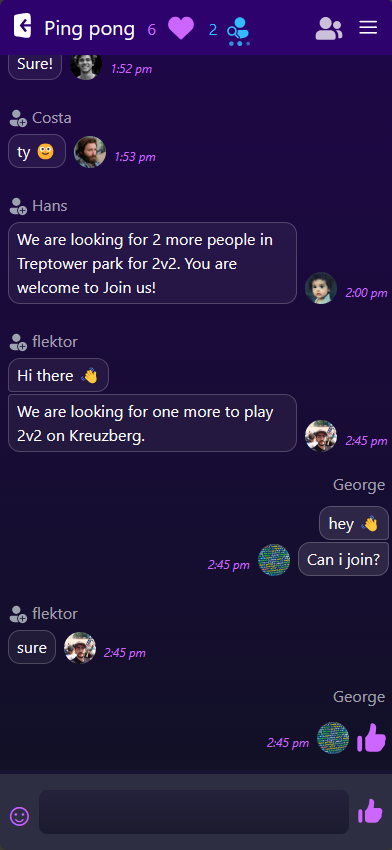 Ping pong 6 2
Sure!
1:52 pm
Costa
ty
1:53 pm
Hans
We are looking for 2 more people in
Treptower park for 2v2. You are
welcome to Join us!
2:00 pm
flektor
Hi there
We are looking for one more to play
2v2 on Kreuzberg.
2:45 pm
George
hey
Can i join?
2:45 pm
flektor
sure
2:45 pm
George
2:45 pm